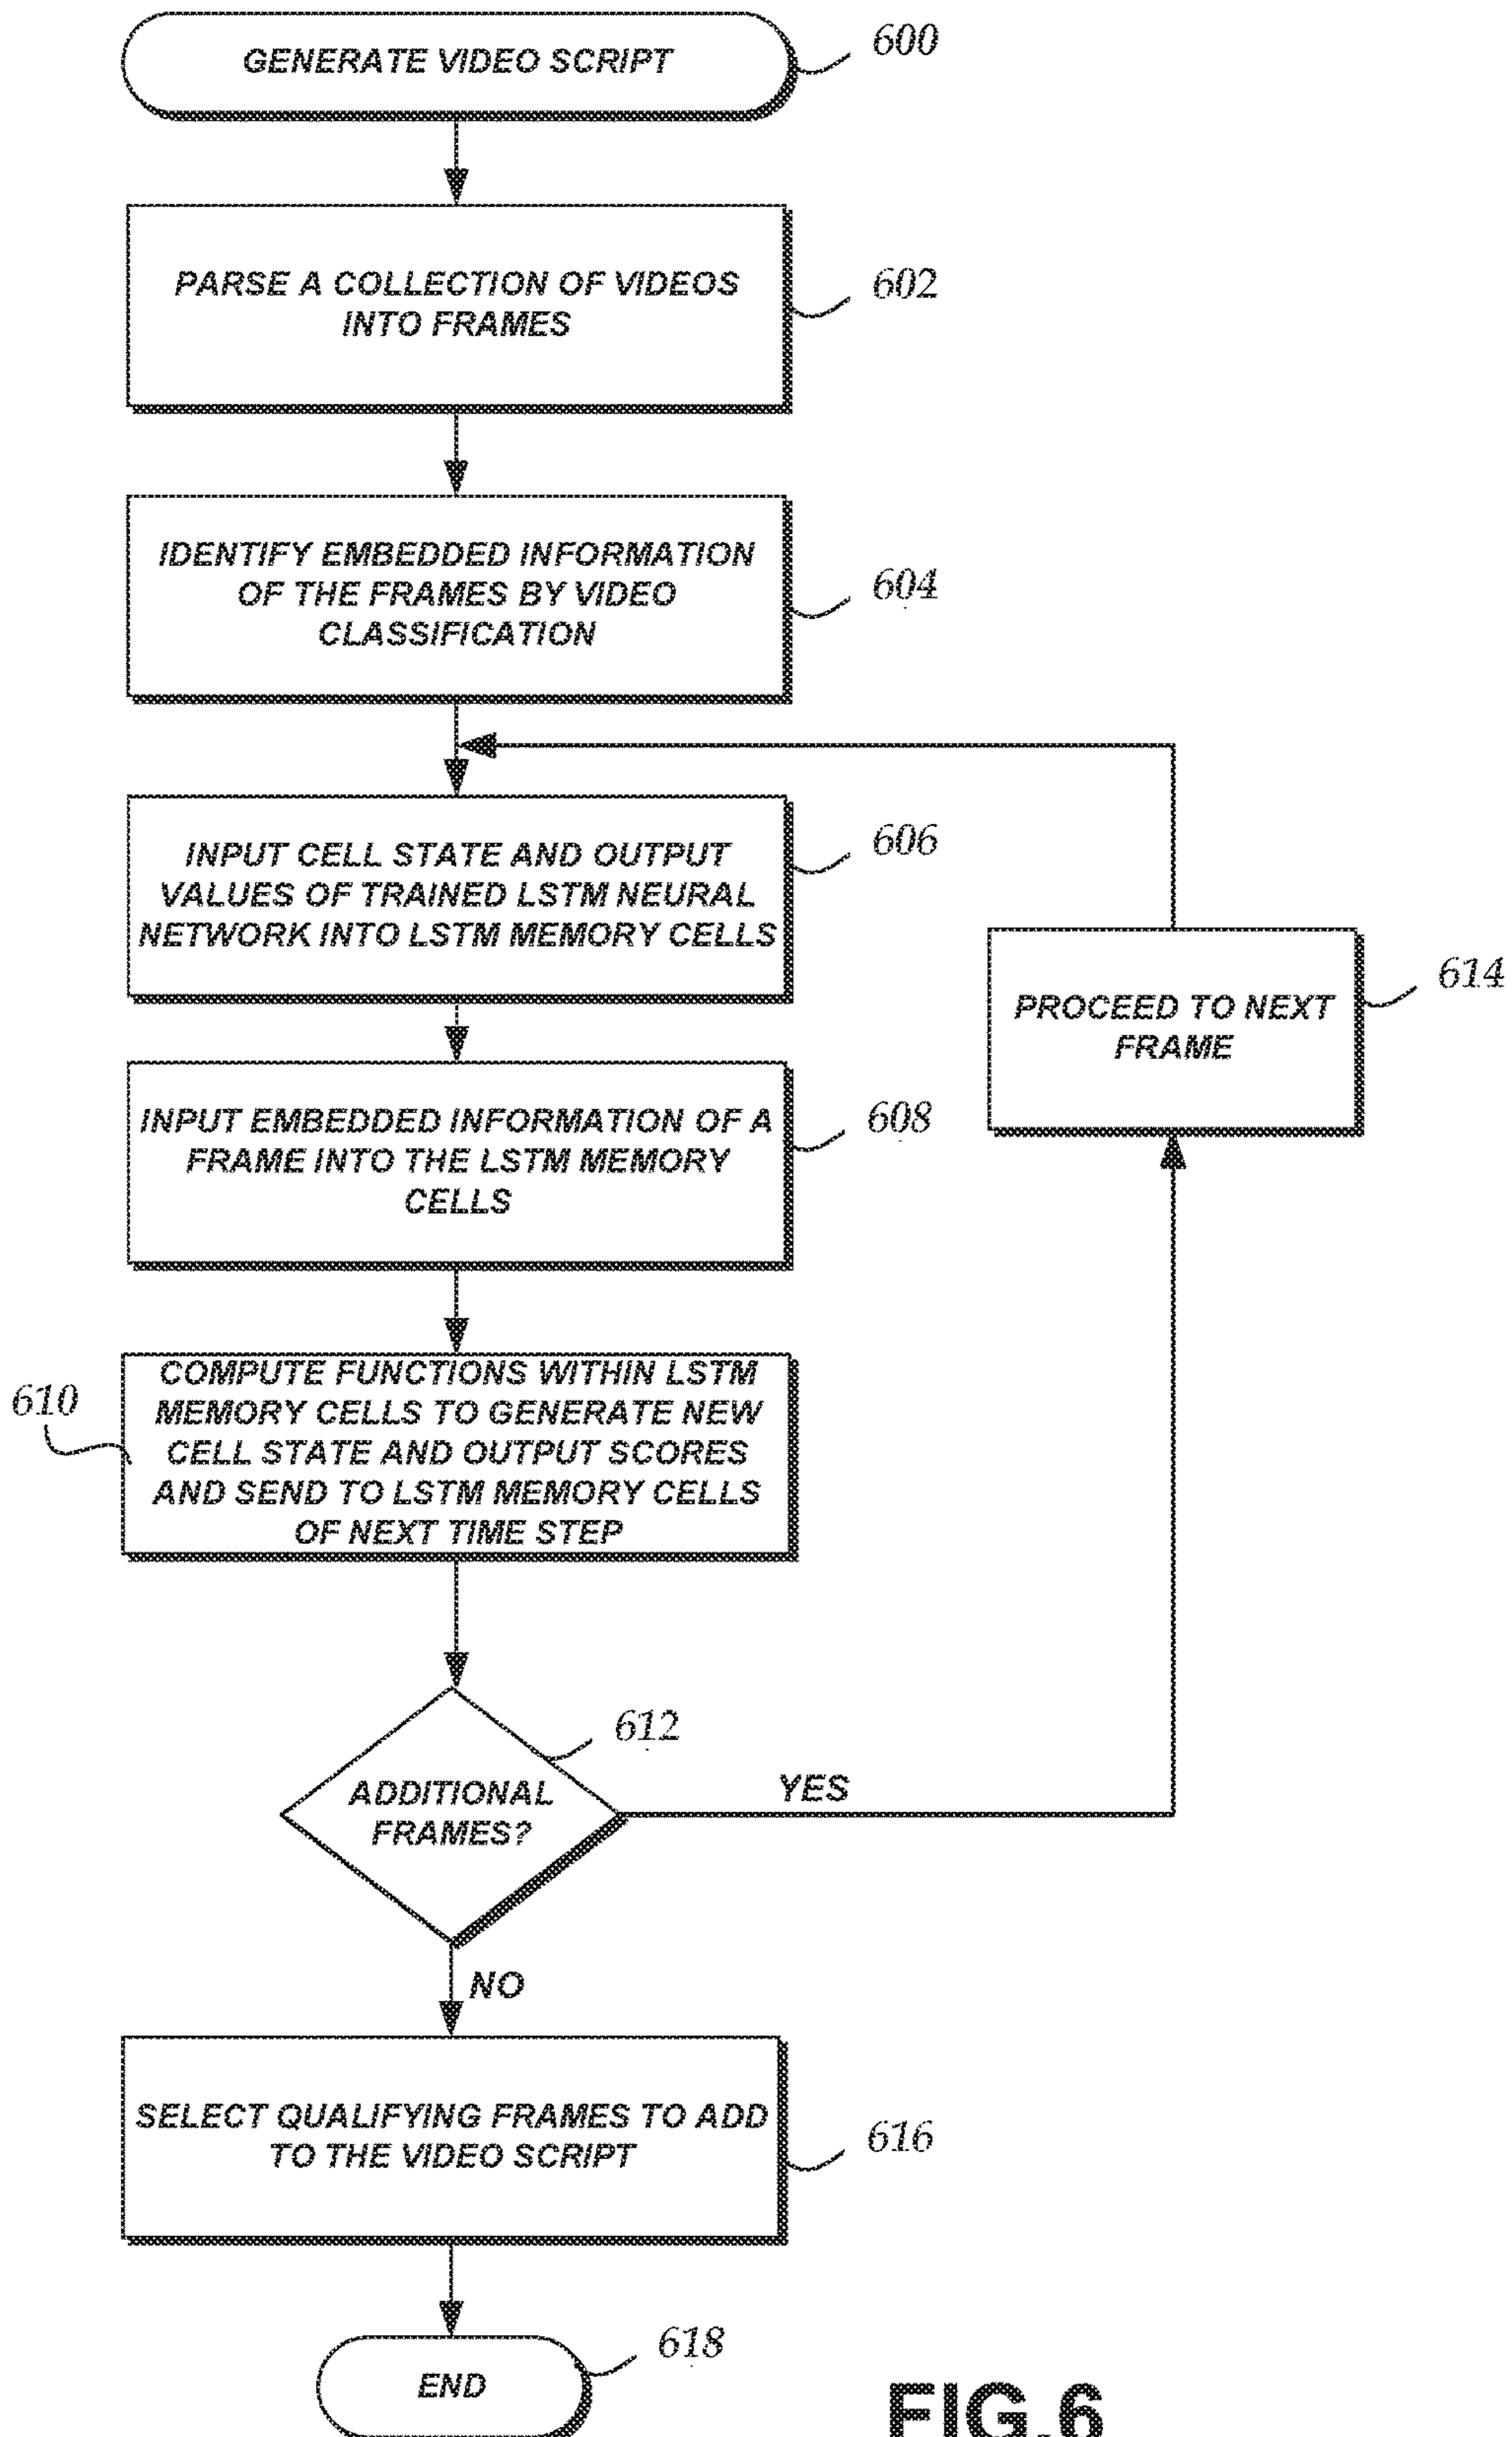 GENERATE VIDEO SCRIPT
600
PARSE A COLLECTION OF VIDEOS
INTO FRAMES
602
IDENTIFY EMBEDDED INFORMATION
OF THE FRAMES BY VIDEO
CLASSIFICATION
604
INPUT CELL STATE AND OUTPUT
VALUES OF TRAINED LSTM NEURAL
NETWORK INTO LSTM MEMORY CELLS
606
PROCEED TO NEXT
FRAME
614
INPUT EMBEDDED INFORMATION OF A
FRAME INTO THE LSTM MEMORY
CELLS
608
COMPUTE FUNCTIONS WITHIN LSTM
MEMORY CELLS TO GENERATE NEW
CELL STATE AND OUTPUT SCORES
AND SEND TO LSTM MEMORY CELLS
OF NEXT TIME STEP
610
ADDITIONAL
FRAMES?
612
YES
NO
SELECT QUALIFYING FRAMES TO ADD
TO THE VIDEO SCRIPT
616
END
618
FIG.6